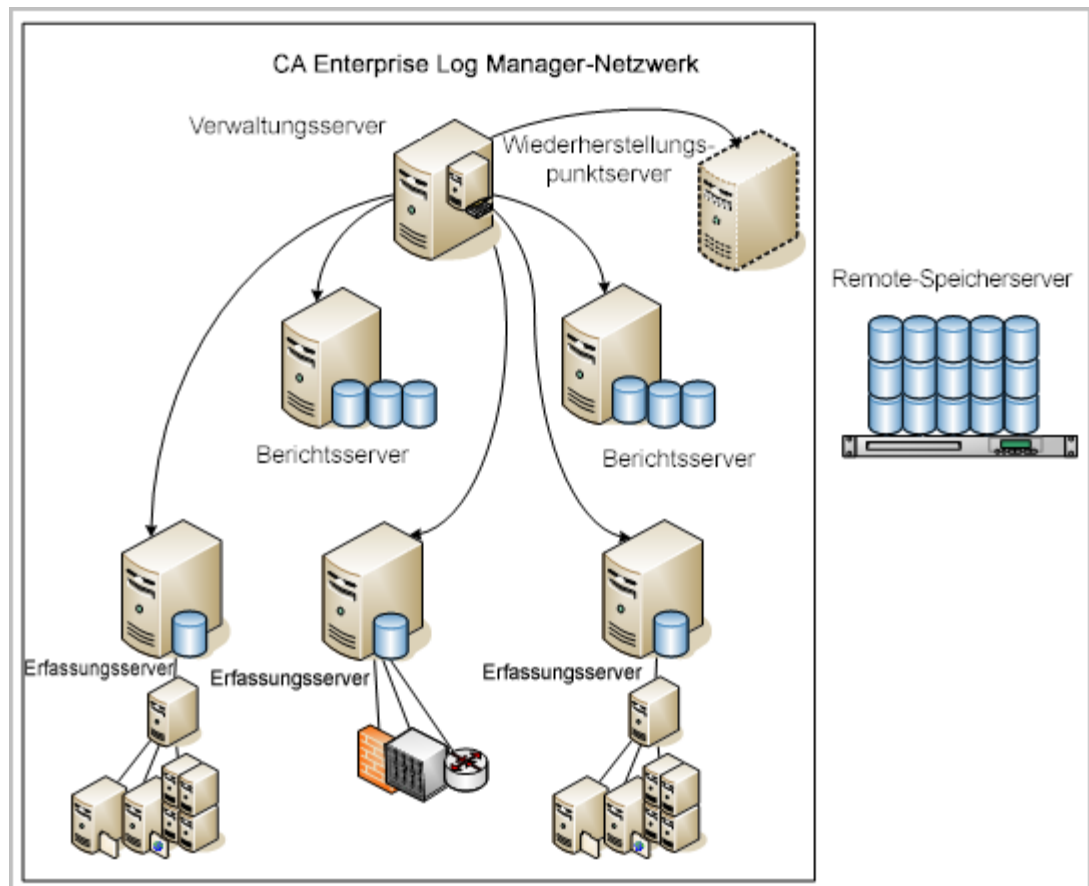 CA Enterprise Log Manager-Netzwerk
Verwaltungsserver
Wiederherstellungs-
punktserver
Remote-Speicherserver
Berichtsserver
Berichtsserver
Erfassungsserver
Erfassungsserver
Erfassungsserver